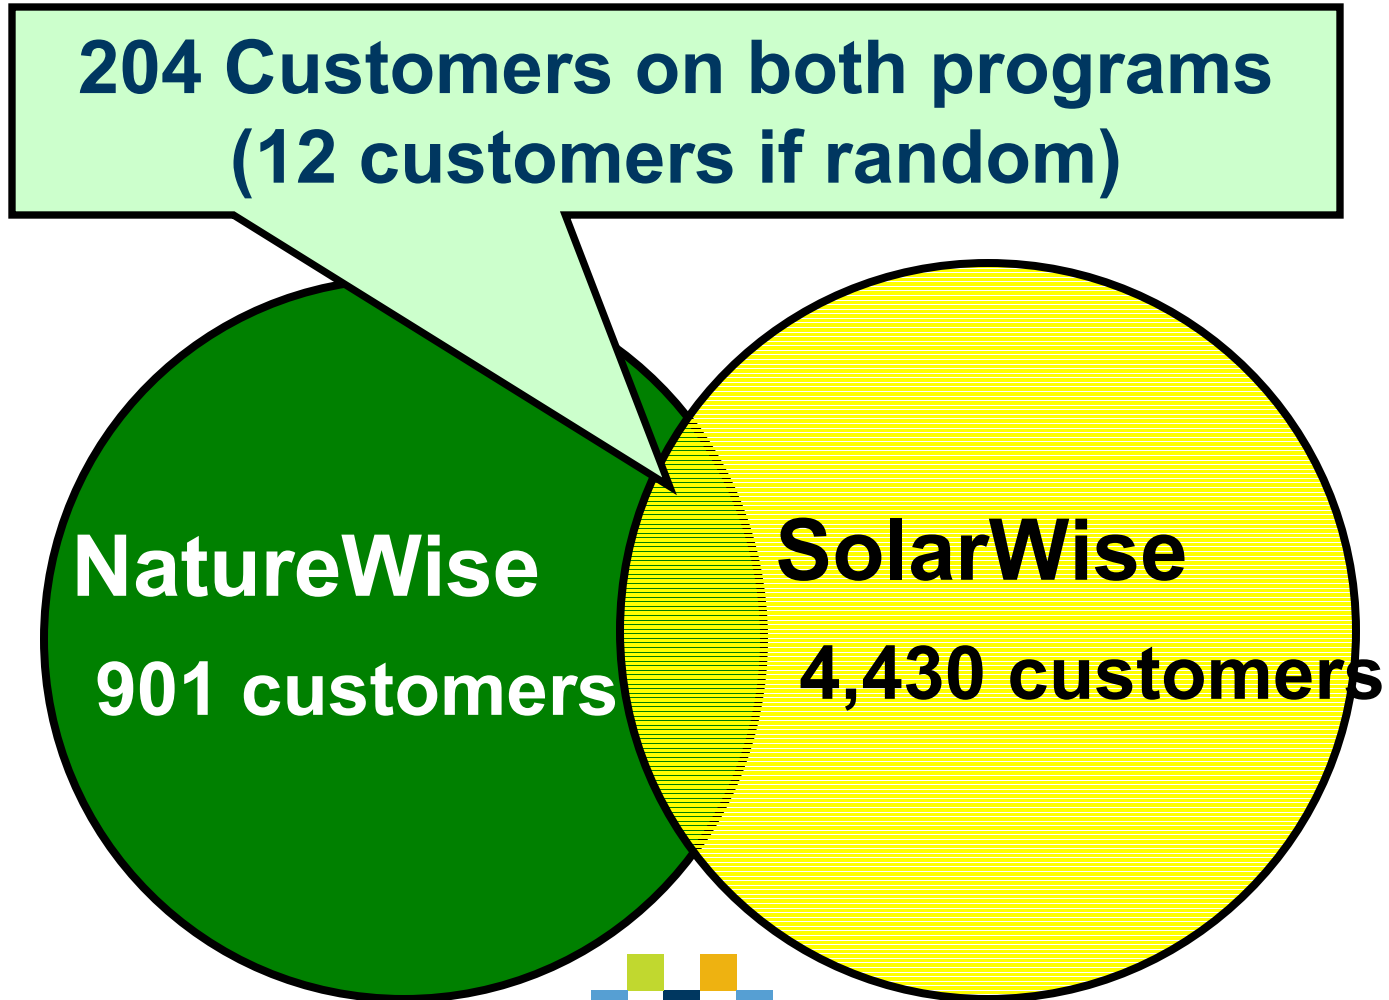 204 Customers on both programs
(12 customers if random)
NatureWise
901 customers
SolarWise
4,430 customers